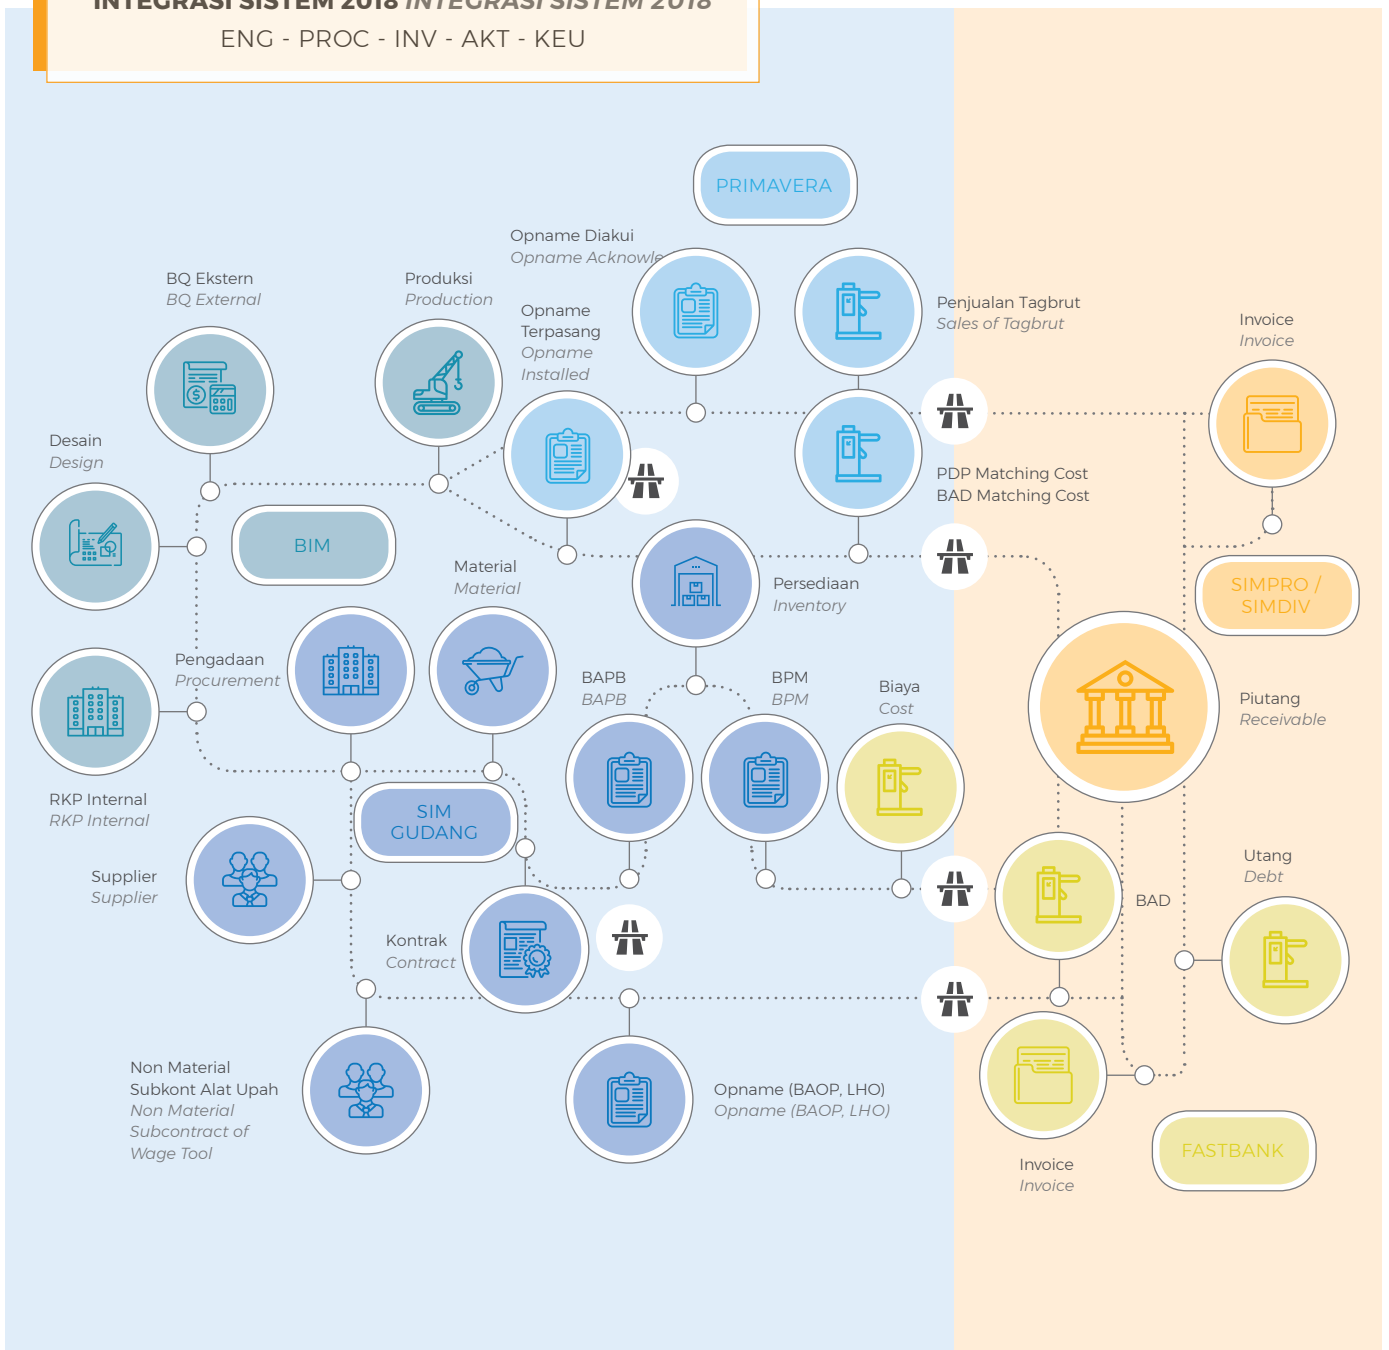 INTEGRASI SISTEM 2018 INTEGRASI SISTEM 2018
ENG - PROC - INV - AKT - KEU
PRIMAVERA
Opname Diakui
Opname Acknowle
BQ Ekstern
BQ External
Produksi
Production
Opname
Terpasang
Opname
Installed
Penjualan Tagbrut
Sales of Tagbrut
Invoice
Invoice
Desain
Design
PDP Matching Cost
BAD Matching Cost
BIM
Material
Material
Persediaan
Inventory
SIMPRO /
SIMDIV
Pengadaan
Procurement
BAPB
BAPB
BPM
BPM
Biaya
Cost
Piutang
Receivable
RKP Internal
RKP Internal
SIM
GUDANG
Supplier
Supplier
Utang
Debt
BAD
Kontrak
Contract
Non Material
Subkont Alat Upah
Non Material
Subcontract of
Wage Tool
Opname (BAOP, LHO)
Opname (BAOP, LHO)
FASTBANK
Invoice
Invoice